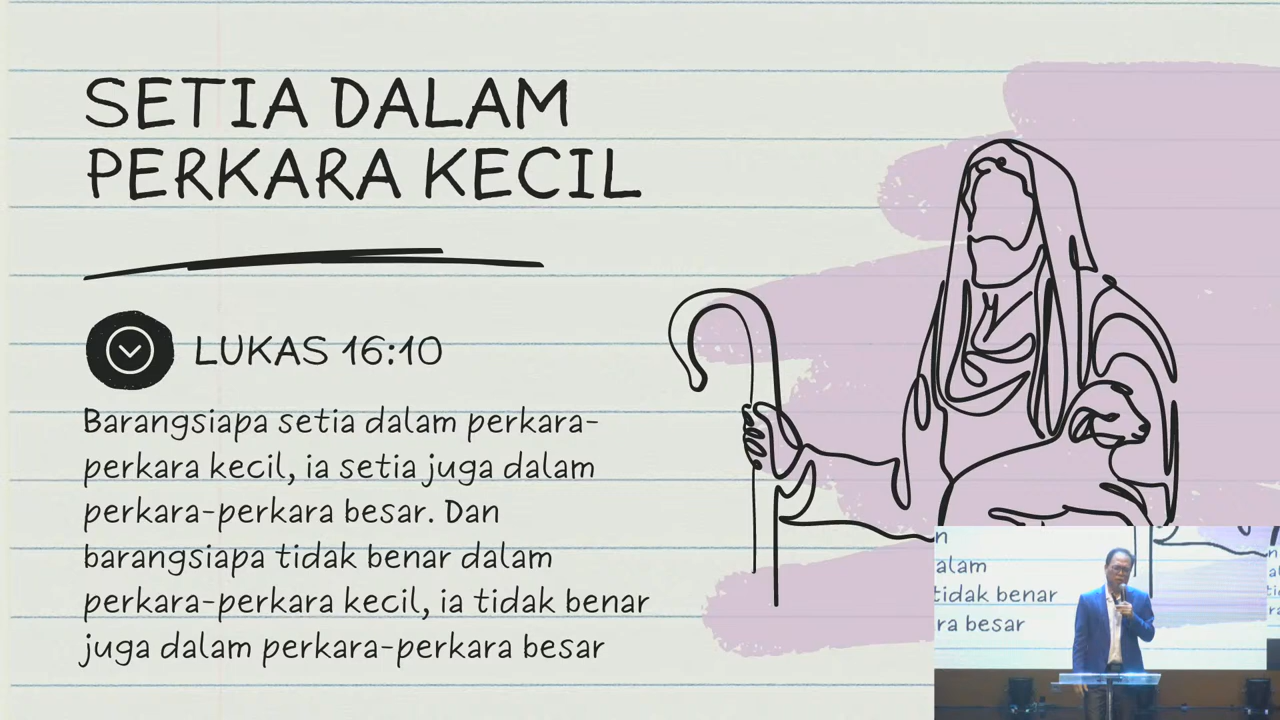 SETIA DALAM
PERKARA KECIL
LUKAS 16:10
Barangsiapa setia dalam perkara-
perkara kecil, ia setia juga dalam
perkara-perkara besar. Dan
barangsiapa tidak benar dalam
perkara-perkara kecil, ia tidak benar
juga dalam perkara-perkara besar
n
alam
tidak benar
ra besar